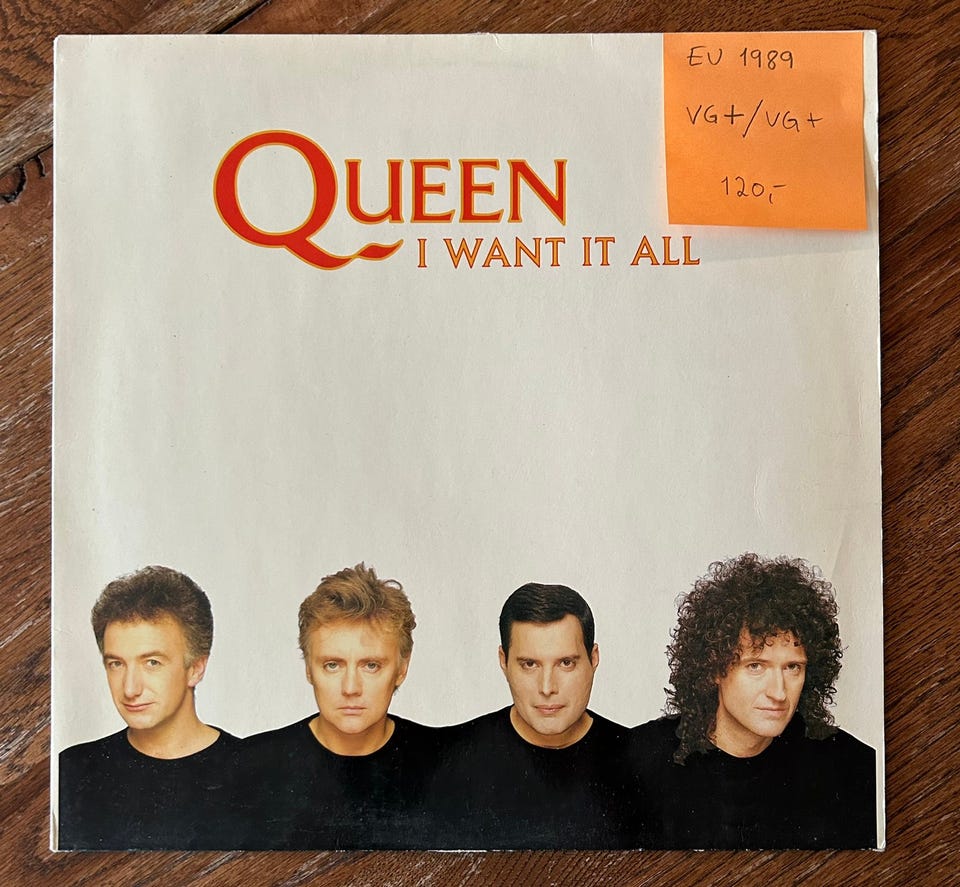 QUEEN
I WANT IT ALL
EU 1989
VG+/VG+
120,-